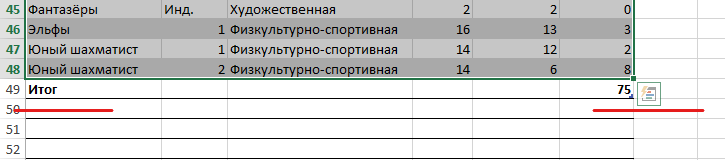 45 Фантазёры Инд. Художественная 2 2 0
46 Эльфы 1 Физкультурно-спортивная 16 13 3
47 Юный шахматист 1 Физкультурно-спортивная 14 12 2
48 Юный шахматист 2 Физкультурно-спортивная 14 6 8
49 Итог 75
50
51
52